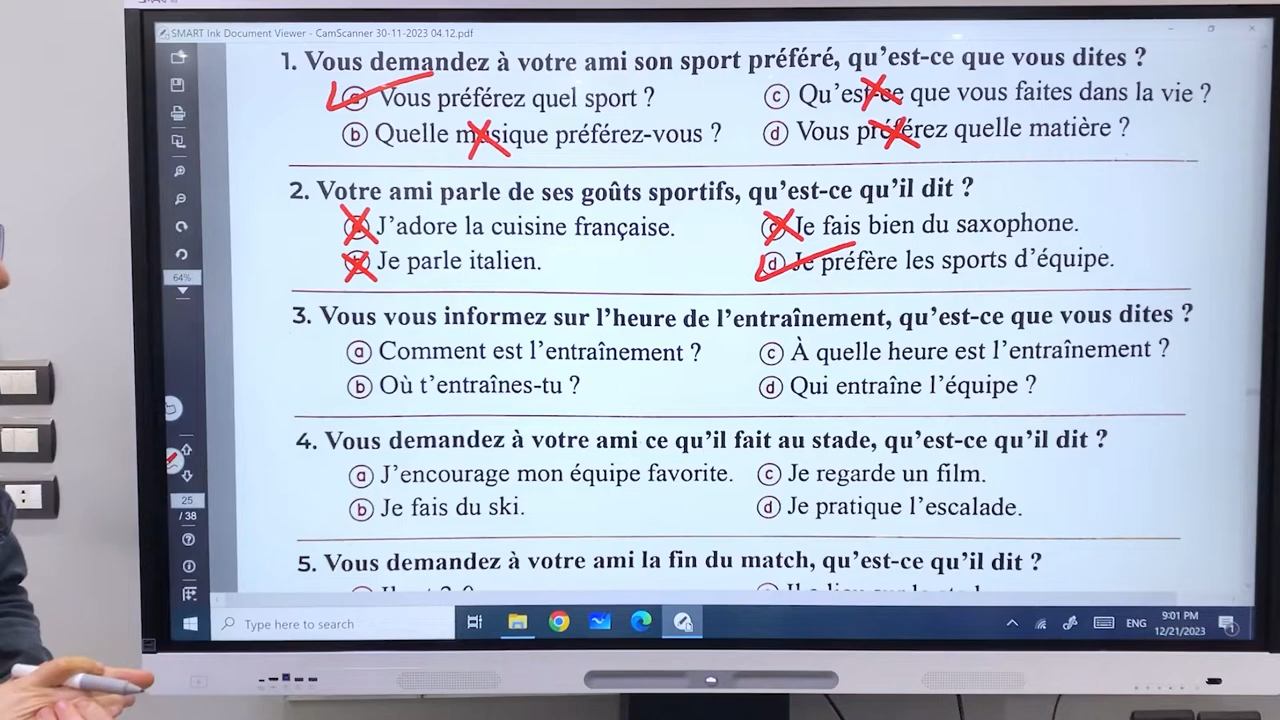 SMART Ink Document Viewer - CamScanner 30-11-2023 04.12.pdf
1. Vous demandez à votre ami son sport préféré, qu'est-ce que vous dites ?
a Vous préférez quel sport ?
c Qu'est-ce que vous faites dans la vie ?
b Quelle musique préférez-vous ?
d Vous préférez quelle matière ?
2. Votre ami parle de ses goûts sportifs, qu'est-ce qu'il dit ?
a J'adore la cuisine française.
c Je fais bien du saxophone.
b Je parle italien.
d Je préfère les sports d'équipe.
64%
3. Vous vous informez sur l'heure de l'entraînement, qu'est-ce que vous dites ?
a Comment est l'entraînement ?
c À quelle heure est l'entraînement ?
b Où t'entraînes-tu ?
d Qui entraîne l'équipe ?
4. Vous demandez à votre ami ce qu'il fait au stade, qu'est-ce qu'il dit ?
a J'encourage mon équipe favorite.
c Je regarde un film.
b Je fais du ski.
d Je pratique l'escalade.
25
/ 38
5. Vous demandez à votre ami la fin du match, qu'est-ce qu'il dit ?
Type here to search
ENG
9:01 PM
12/21/2023